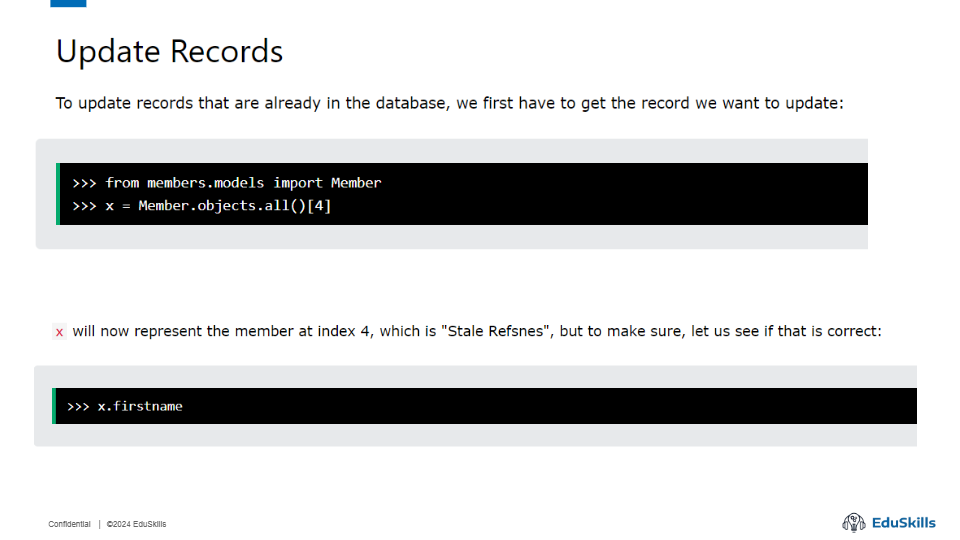 Update Records
To update records that are already in the database, we first have to get the record we want to update:
>>> from members.models import Member
>>> x = Member.objects.all()[4]
x will now represent the member at index 4, which is "Stale Refsnes", but to make sure, let us see if that is correct:
>>> x.firstname
Confidential | ©2024 EduSkills
EduSkills